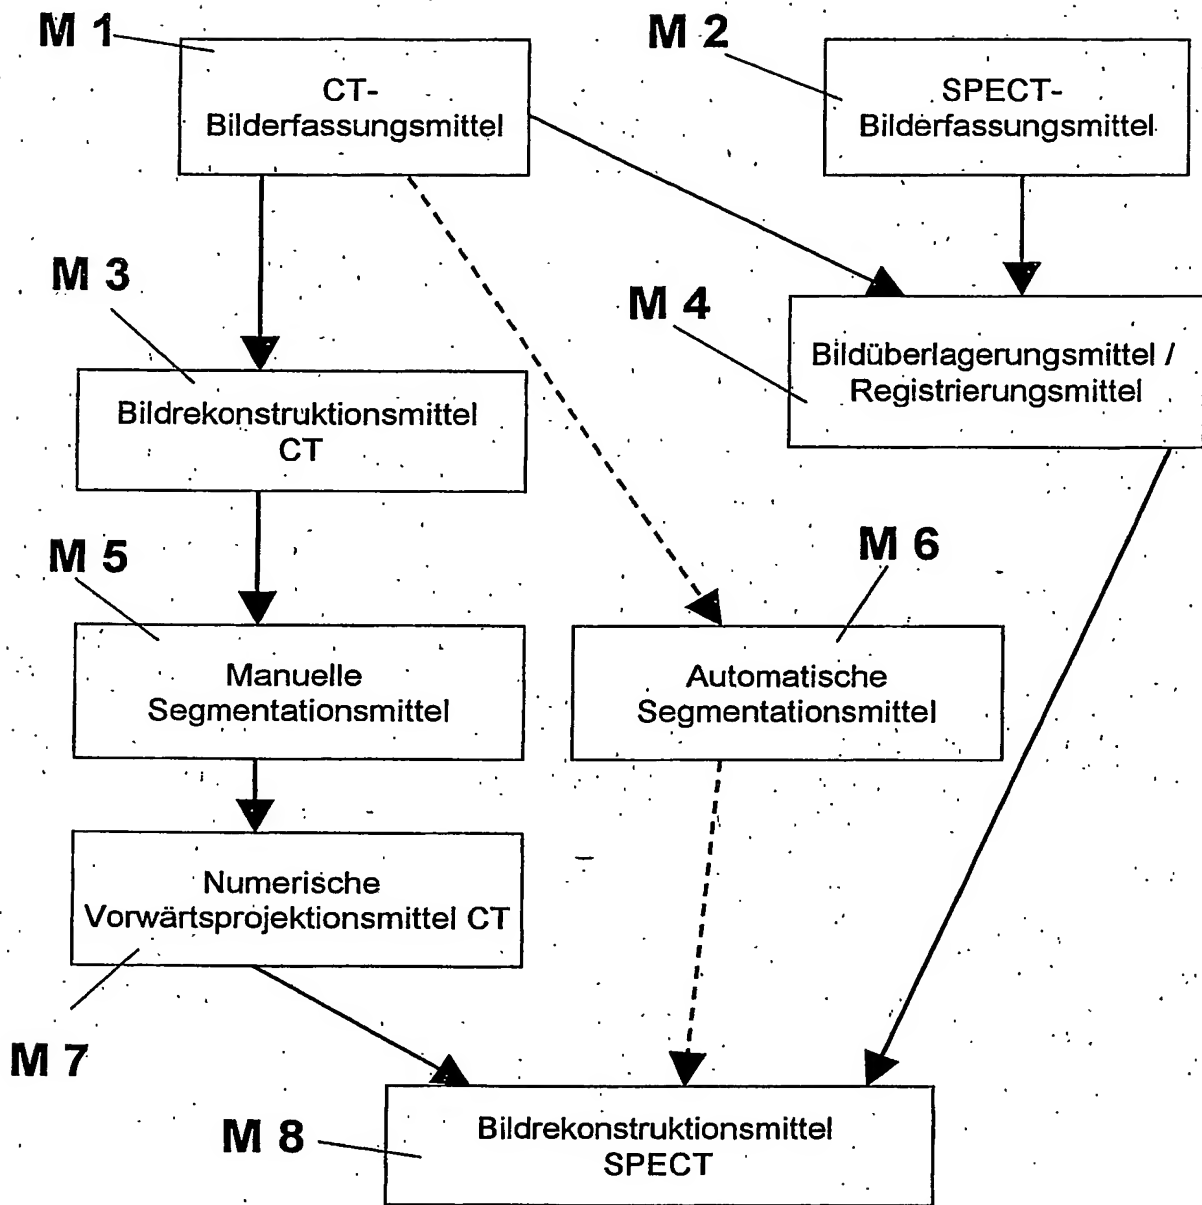 M 1
CT-
Bilderfassungsmittel
M 2
SPECT-
Bilderfassungsmittel
M 3
Bildrekonstruktionsmittel
CT
M 4
Bildüberlagerungsmittel /
Registrierungsmittel
M 5
Manuelle
Segmentationsmittel
M 6
Automatische
Segmentationsmittel
Numerische
Vorwärtsprojektionsmittel CT
M 7
M 8
Bildrekonstruktionsmittel
SPECT